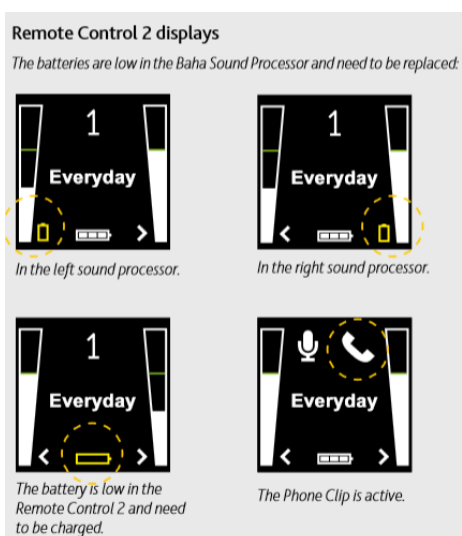 Remote Control 2 displays
The batteries are low in the Baha Sound Processor and need to be replaced:
1
Everyday
In the left sound processor.
1
Everyday
In the right sound processor.
1
Everyday
The battery is low in the
Remote Control 2 and need
to be charged.
Everyday
The Phone Clip is active.